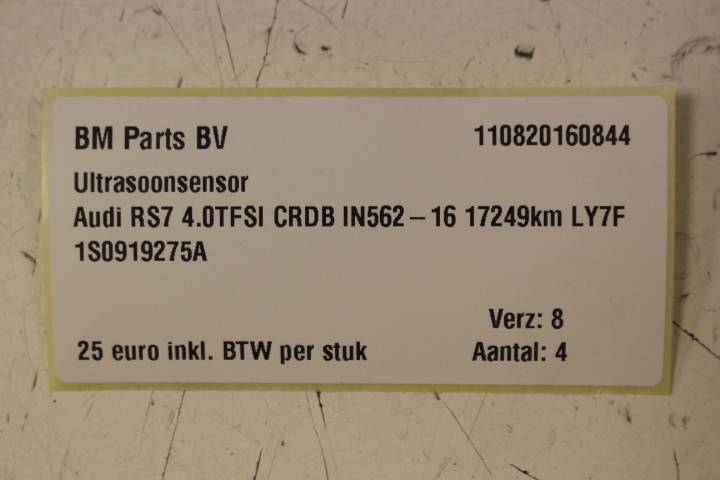 BM Parts BV 110820160844
Ultrasoonsensor
Audi RS7 4.0TFSI CRDB IN562 – 16 17249km LY7F
1S0919275A
Verz: 8
25 euro inkl. BTW per stuk Aantal: 4